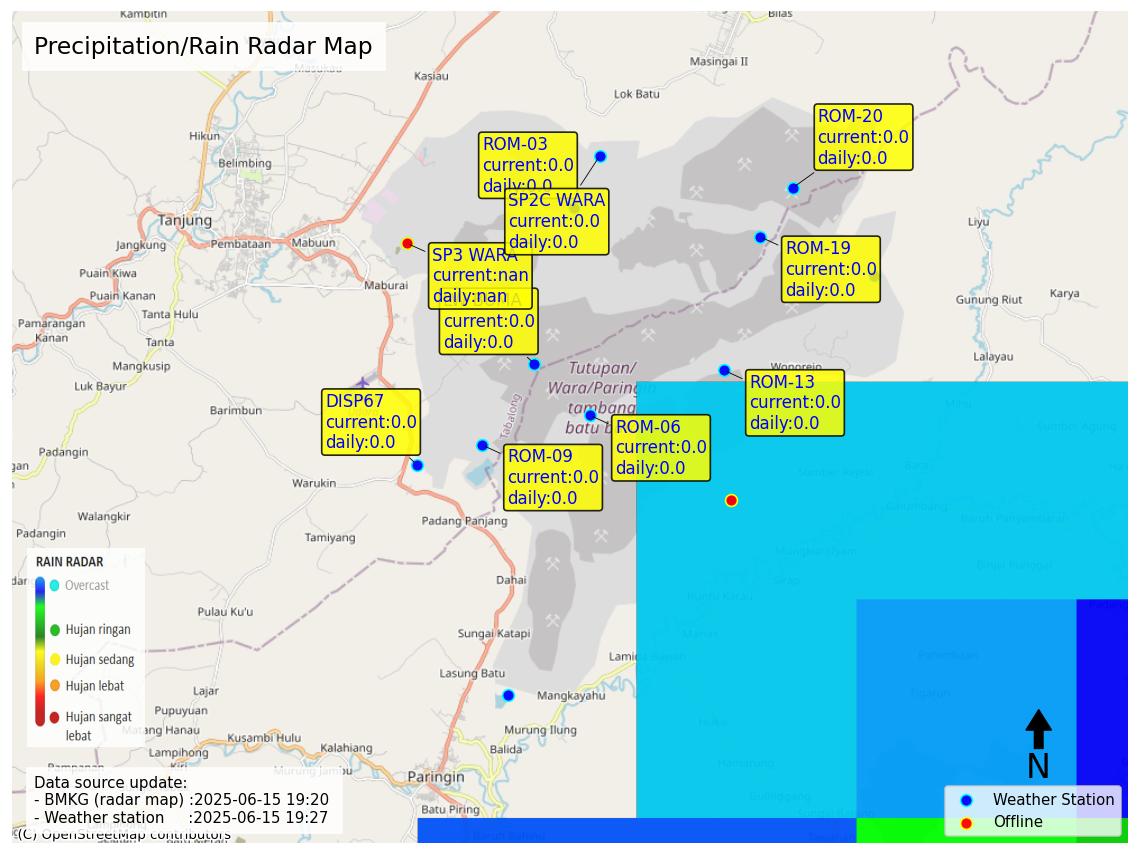 Precipitation/Rain Radar Map
Kambitin
Bilas
Masingai II
Kasiau
Lok Batu
Hikun
Belimbing
Tanjung
Jangkung
Pembataan
Mabuun
Puain Kiwa
Puain Kanan
Maburai
Tanta Hulu
Pamarangan
Kanan
Tanta
Mangkusip
Luk Bayur
Barimbun
Padangin
Warukin
Walangkir
Padangin
Tamiyang
Padang Panjang
Dahai
Pulau Ku'u
Sungai Katapi
Lasung Batu
Mangkayahu
Murung Ilung
Balida
Paringin
Batu Piring
Lajar
Pupuyuan
Matang Hanau
Lampihong
Kusambi Hulu
Kalahiang
Murung Jambu
Liyu
Gunung Riut
Karya
Lalayau
Wonorejo
Tabalong
Tutupan/
Wara/Paringin
tambang
batu b
ROM-03
current:0.0
daily:0.0
SP2C WARA
current:0.0
daily:0.0
ROM-20
current:0.0
daily:0.0
ROM-19
current:0.0
daily:0.0
SP3 WARA
current:nan
daily:nan
current:0.0
daily:0.0
ROM-13
current:0.0
daily:0.0
DISP67
current:0.0
daily:0.0
ROM-06
current:0.0
daily:0.0
ROM-09
current:0.0
daily:0.0
RAIN RADAR
Overcast
Hujan ringan
Hujan sedang
Hujan lebat
Hujan sangat
lebat
Data source update:
- BMKG (radar map) :2025-06-15 19:20
- Weather station :2025-06-15 19:27
(C) OpenStreetMap contributors
N
Weather Station
Offline